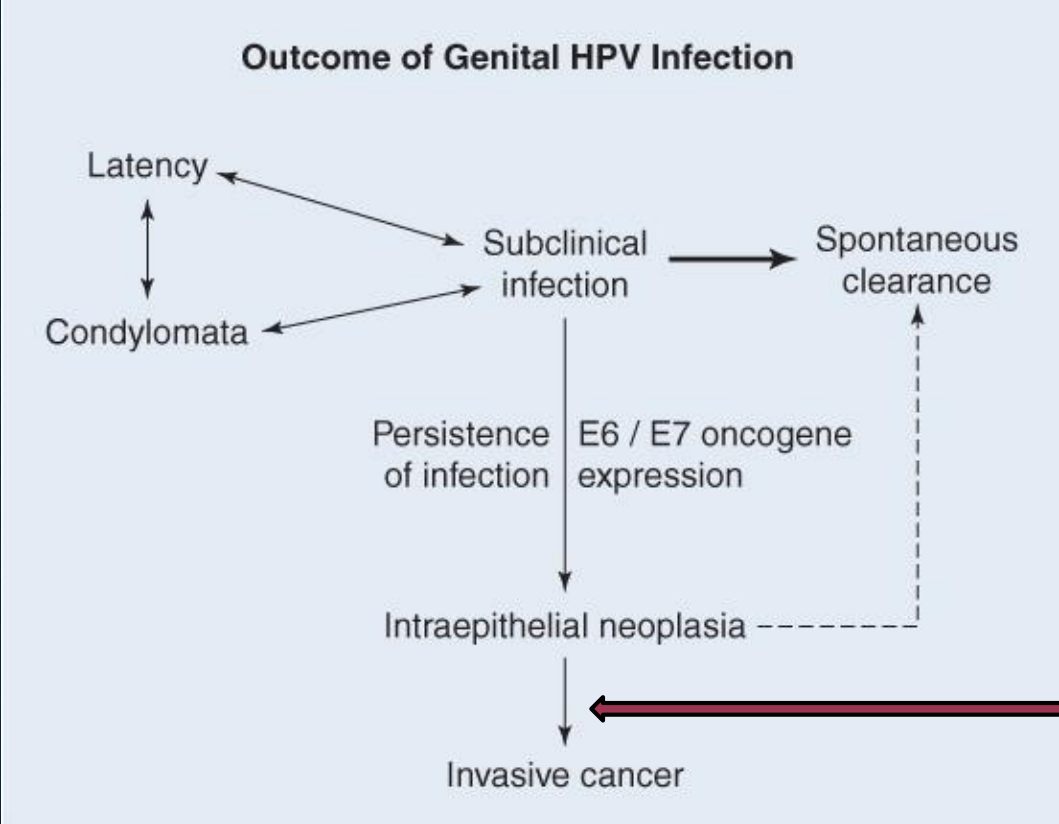 Outcome of Genital HPV Infection
Latency
Subclinical
infection
Spontaneous
clearance
Condylomata
Persistence
of infection
E6 / E7 oncogene
expression
Intraepithelial neoplasia
Invasive cancer